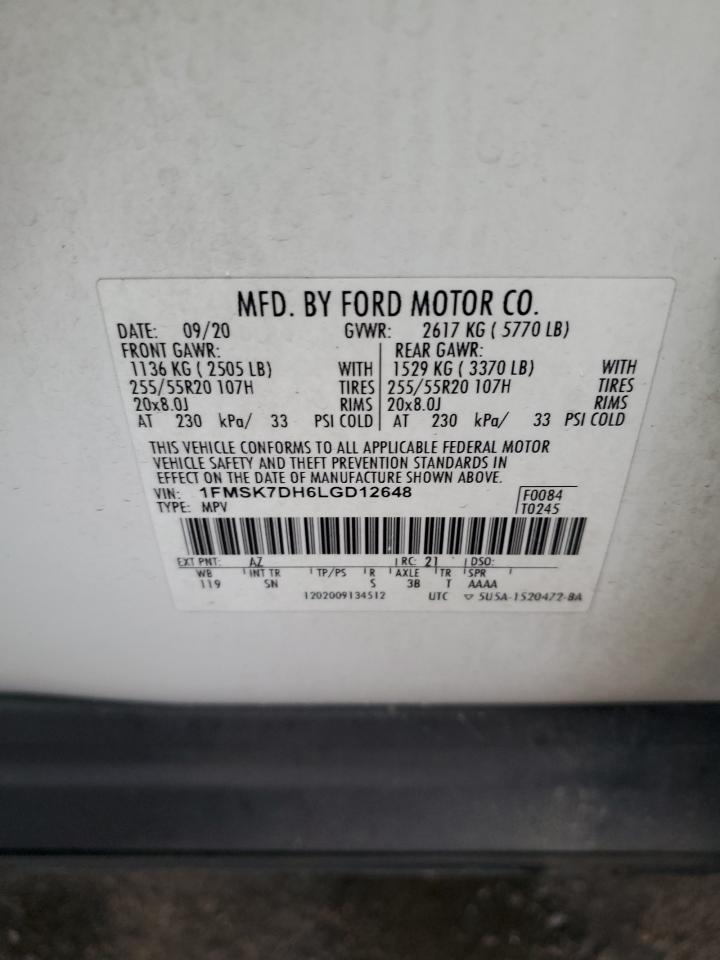 MFD. BY FORD MOTOR CO.
DATE: 09/20 GVWR: 2617 KG ( 5770 LB)
FRONT GAWR: REAR GAWR:
1136 KG ( 2505 LB) WITH 1529 KG ( 3370 LB) WITH
255/55R20 107H TIRES 255/55R20 107H TIRES
20x8.0J RIMS 20x8.0J RIMS
AT 230 kPa/ 33 PSI COLD AT 230 kPa/ 33 PSI COLD
THIS VEHICLE CONFORMS TO ALL APPLICABLE FEDERAL MOTOR
VEHICLE SAFETY AND THEFT PREVENTION STANDARDS IN
EFFECT ON THE DATE OF MANUFACTURE SHOWN ABOVE.
VIN: 1FMSK7DH6LGD12648 F0084
TYPE: MPV T0245
EXT PNT: AZ RC: 21 DSO:
WB INT TR TP/PS R AXLE TR SPR
119 SN S 3B T AAAA
1202009134512 UTC ▽ 5U5A-1520472-BA